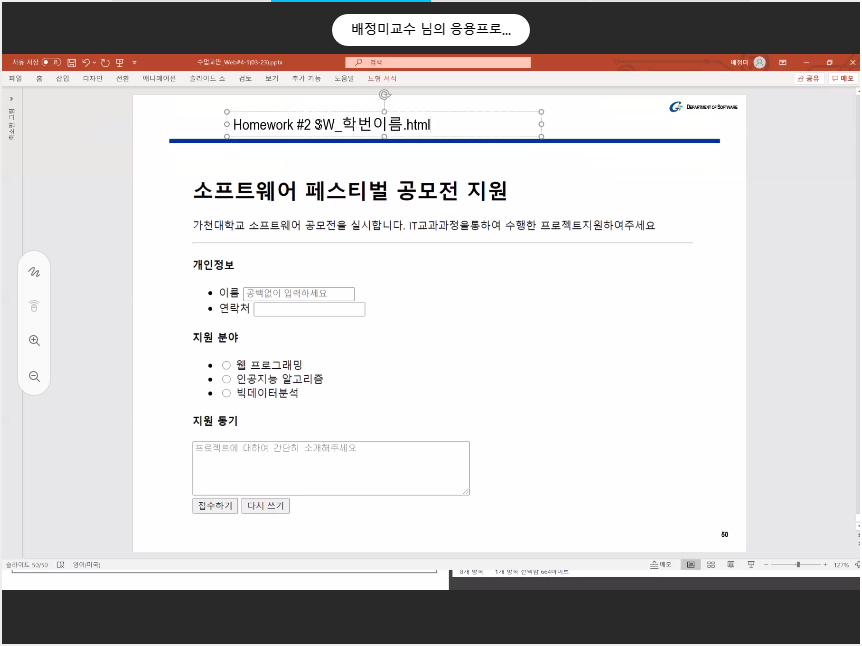 배정미교수 님의 응용프로...
자동 저장
수업교안 Web#4-1(03-23).pptx
검색
배정미
파일 홈 삽입 디자인 전환 애니메이션 슬라이드 쇼 검토 보기 추가 기능 도움말 도형 서식
공유 메모
Homework #2 SW_학번이름.html
DEPARTMENT OF SOFTWARE
소프트웨어 페스티벌 공모전 지원
가천대학교 소프트웨어 공모전을 실시합니다. IT교과과정을통하여 수행한 프로젝트지원하여주세요
개인정보
이름 공백없이 입력하세요
연락처
지원 분야
웹 프로그래밍
인공지능 알고리즘
빅데이터분석
지원 동기
프로젝트에 대하여 간단히 소개해주세요
접수하기 다시 쓰기
50
슬라이드 50/50 영어(미국) 메모 127%